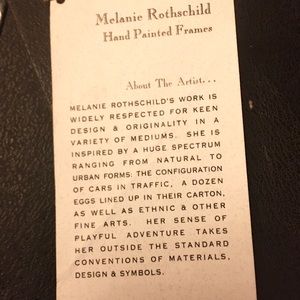 Melanie Rothschild
Hand Painted Frames
About The Artist...
MELANIE ROTHSCHILD'S WORK IS
WIDELY RESPECTED FOR KEEN
DESIGN & ORIGINALITY IN A
VARIETY OF MEDIUMS. SHE IS
INSPIRED BY A HUGE SPECTRUM
RANGING FROM NATURAL TO
URBAN FORMS: THE CONFIGURATION
OF CARS IN TRAFFIC, A DOZEN
EGGS LINED UP IN THEIR CARTON,
AS WELL AS ETHNIC & OTHER
FINE ARTS. HER SENSE OF
PLAYFUL ADVENTURE TAKES
HER OUTSIDE THE STANDARD
CONVENTIONS OF MATERIALS,
DESIGN & SYMBOLS.